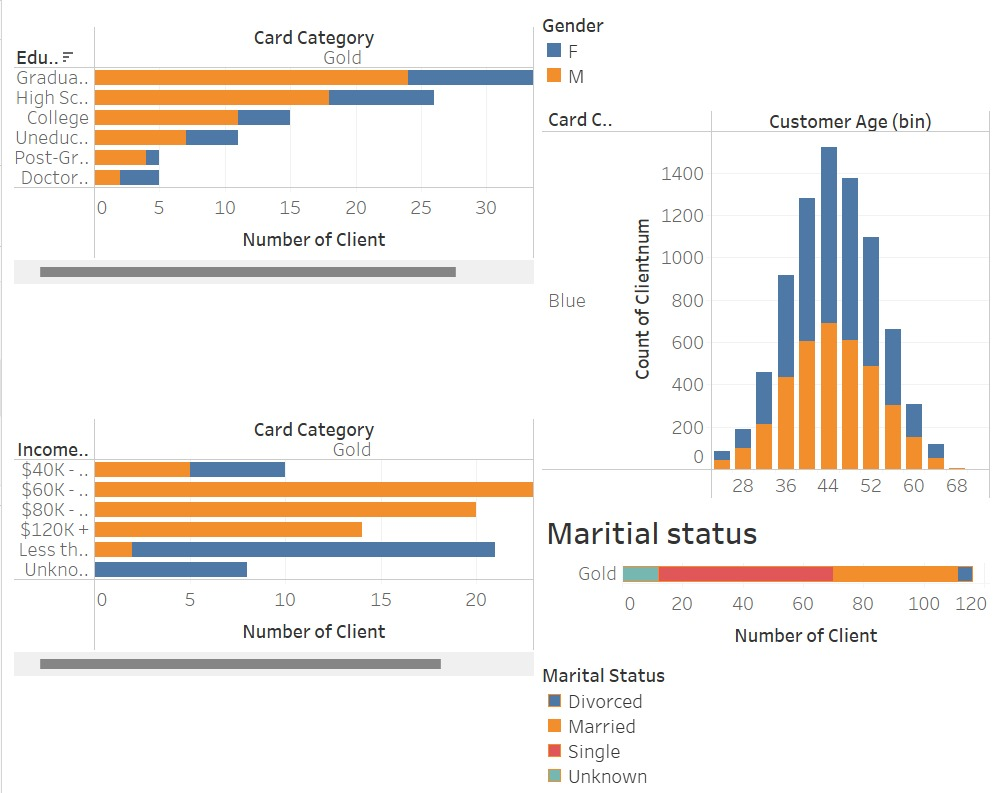 Card Category
Edu..
Gold
Gradua..
High Sc..
College
Uneduc..
Post-Gr..
Doctor..
0 5 10 15 20 25 30
Number of Client
Gender
F
M
Card C..
Customer Age (bin)
Blue
Count of Clientnum
1400
1200
1000
800
600
400
200
0
28 36 44 52 60 68
Card Category
Income..
Gold
$40K - ..
$60K - ..
$80K - ..
$120K +
Less th..
Unkno..
0 5 10 15 20
Number of Client
Maritial status
Gold
0 20 40 60 80 100 120
Number of Client
Marital Status
Divorced
Married
Single
Unknown